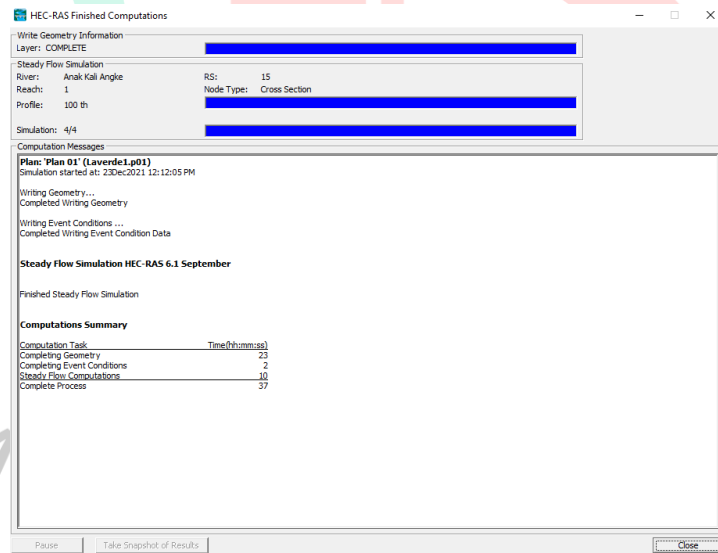 HEC-RAS Finished Computations
Write Geometry Information
Layer: COMPLETE
Steady Flow Simulation
River: Anak Kali Angke RS: 15
Reach: 1 Node Type: Cross Section
Profile: 100 th
Simulation: 4/4
Computation Messages
Plan: 'Plan 01' (Laverde1.p01)
Simulation started at: 23Dec2021 12:12:05 PM
Writing Geometry...
Completed Writing Geometry
Writing Event Conditions ...
Completed Writing Event Condition Data
Steady Flow Simulation HEC-RAS 6.1 September
Finished Steady Flow Simulation
Computations Summary
Computation Task Time(hh:mm:ss)
Completing Geometry 23
Completing Event Conditions 2
Steady Flow Computations 10
Complete Process 37
Pause Take Snapshot of Results Close